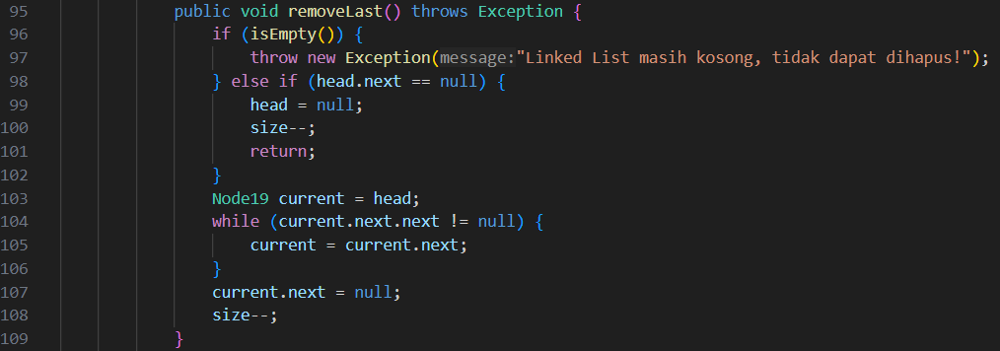 95 public void removeLast() throws Exception {
96 if (isEmpty()) {
97 throw new Exception(message:"Linked List masih kosong, tidak dapat dihapus!");
98 } else if (head.next == null) {
99 head = null;
100 size--;
101 return;
102 }
103 Node19 current = head;
104 while (current.next.next != null) {
105 current = current.next;
106 }
107 current.next = null;
108 size--;
109 }